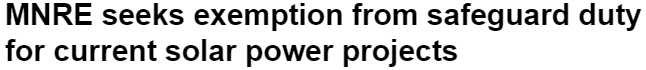 MNRE seeks exemption from safeguard duty
for current solar power projects